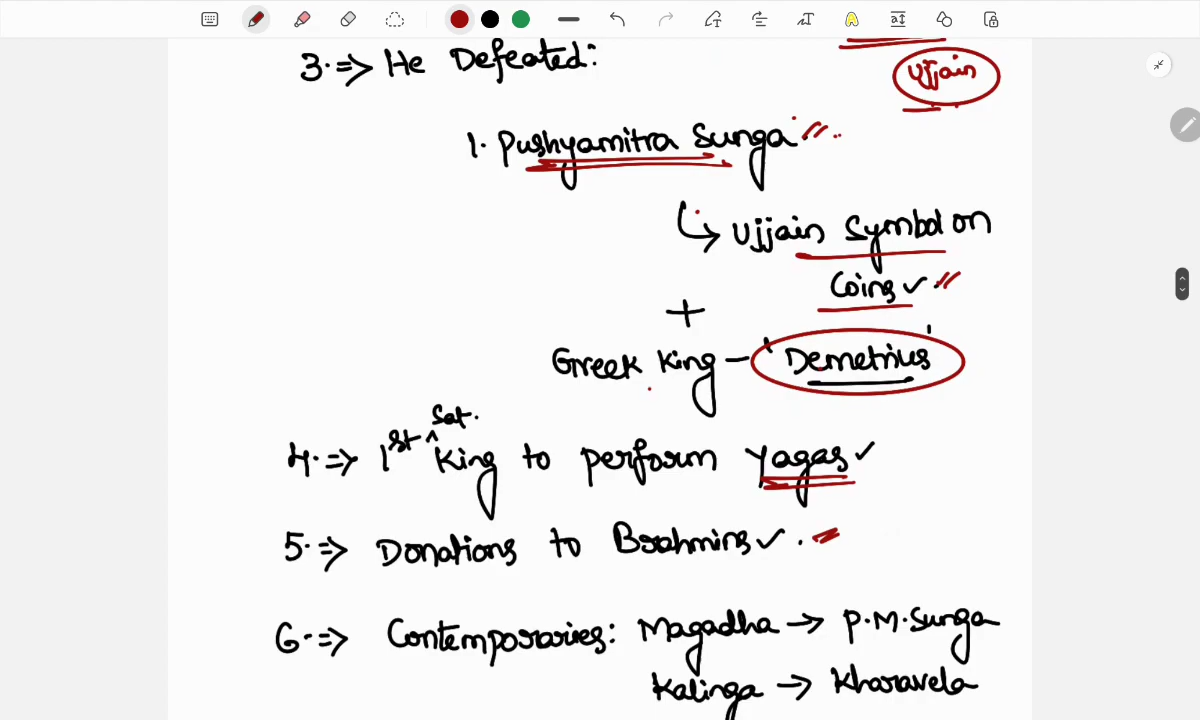 3. ⇒ He Defeated:
Ujjain
1. Pushyamitra Sunga
↳ Ujjain Symbol on
Coins ✓
+
Greek King - 'Demetrius'
Sat.
4. ⇒ 1st ^ King to perform Yagas ✓
5. ⇒ Donations to Brahmins ✓.
6. ⇒ Contemporaries: Magadha → P.M.Sunga
Kalinga → Kharavela